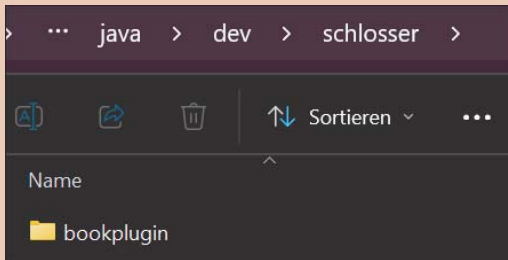 › ··· java › dev › schlosser ›
A Sortieren ···
Name
bookplugin